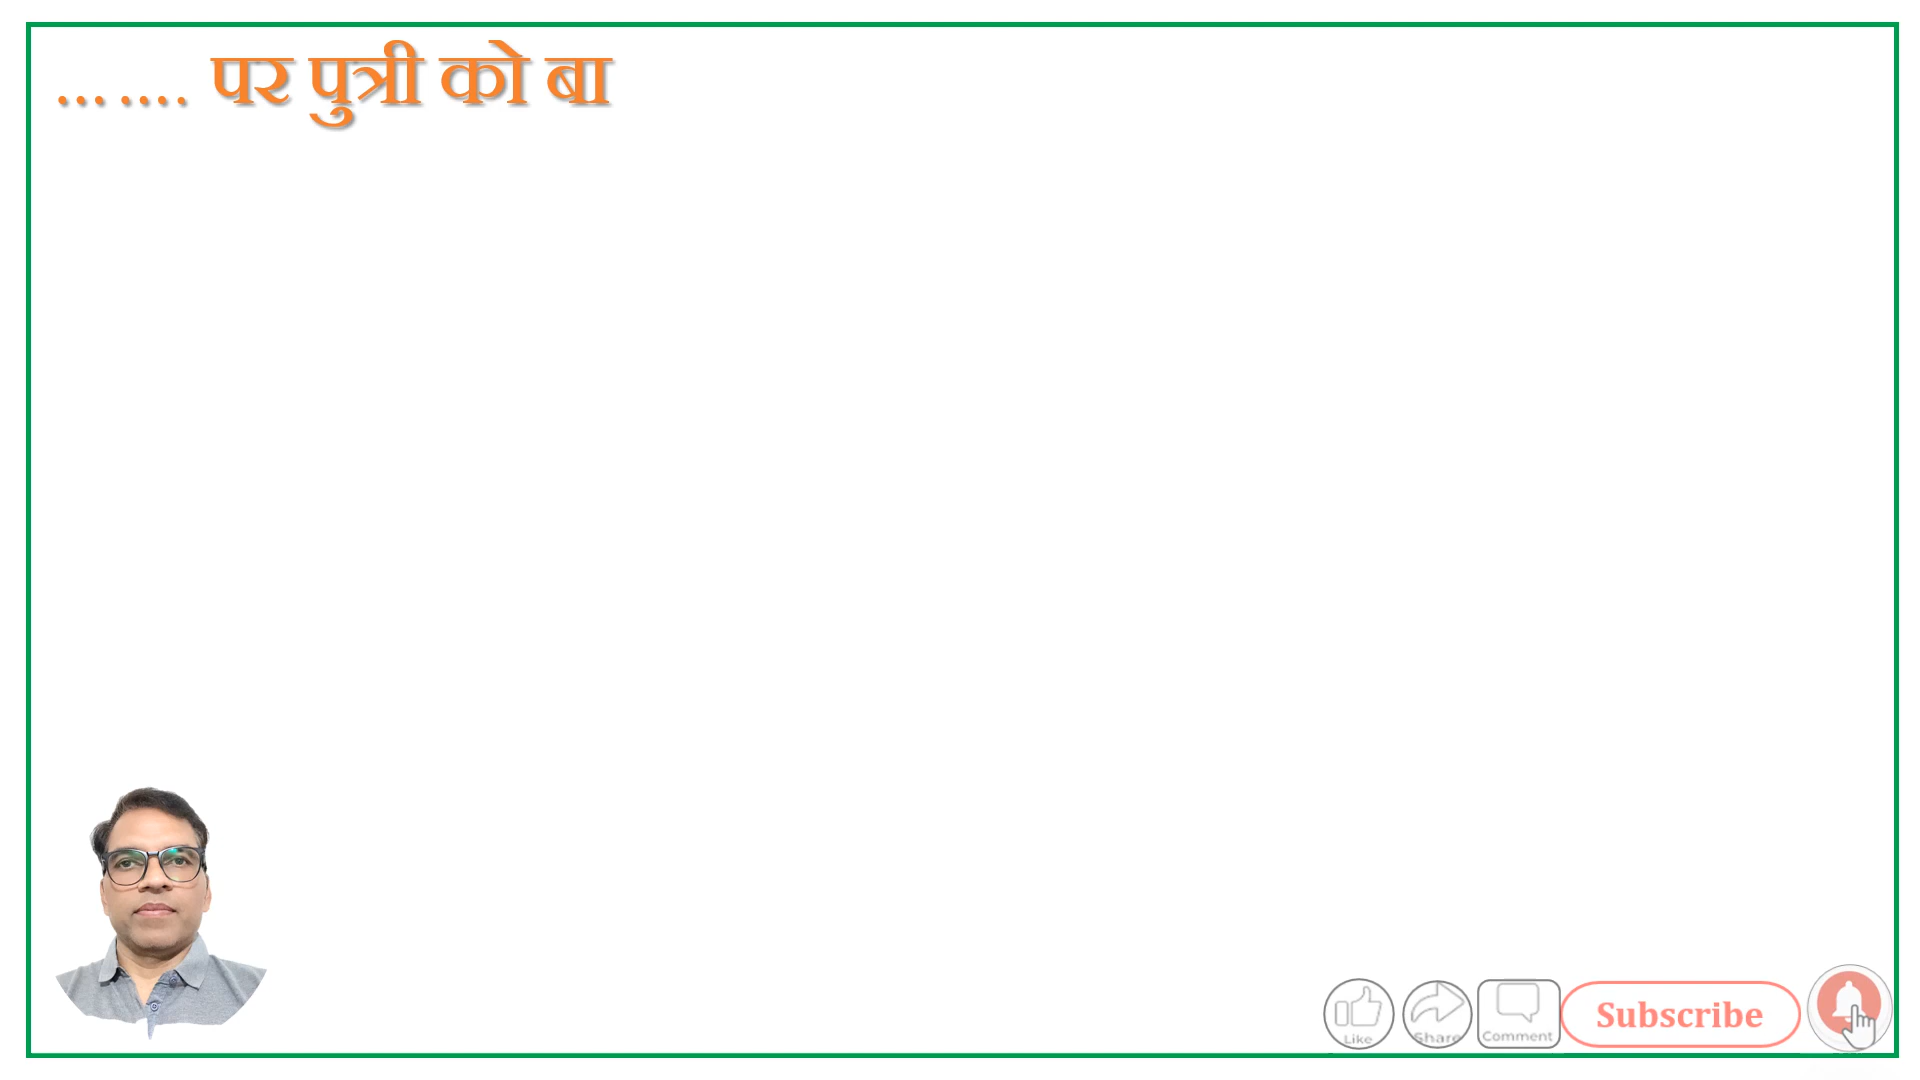 ……. पर पुत्री को बा
Like
Share
Comment
Subscribe